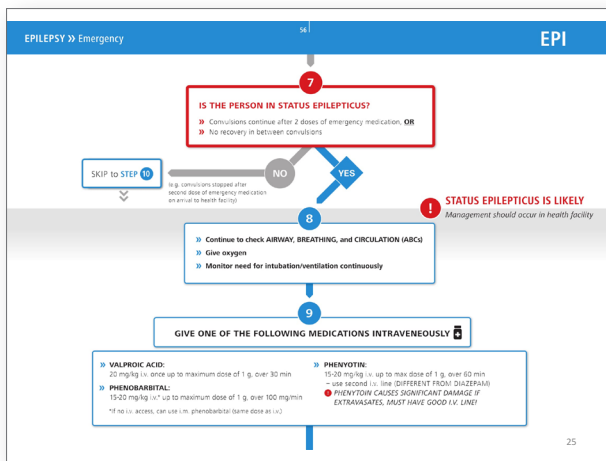 56
EPILEPSY » Emergency
EPI
7
IS THE PERSON IN STATUS EPILEPTICUS?
» Convulsions continue after 2 doses of emergency medication, OR
» No recovery in between convulsions
SKIP to STEP 10
NO
YES
(e.g. convulsions stopped after
second dose of emergency medication
on arrival to health facility)
! STATUS EPILEPTICUS IS LIKELY
Management should occur in health facility
8
» Continue to check AIRWAY, BREATHING, and CIRCULATION (ABCs)
» Give oxygen
» Monitor need for intubation/ventilation continuously
9
GIVE ONE OF THE FOLLOWING MEDICATIONS INTRAVENEOUSLY
» VALPROIC ACID:
20 mg/kg i.v. once up to maximum dose of 1 g, over 30 min
» PHENOBARBITAL:
15-20 mg/kg i.v.* up to maximum dose of 1 g, over 100 mg/min
*If no i.v. access, can use i.m. phenobarbital (same dose as i.v.)
» PHENYOTIN:
15-20 mg/kg i.v. up to max dose of 1 g, over 60 min
– use second i.v. line (DIFFERENT FROM DIAZEPAM)
! PHENYTOIN CAUSES SIGNIFICANT DAMAGE IF
EXTRAVASATES, MUST HAVE GOOD I.V. LINE!
25